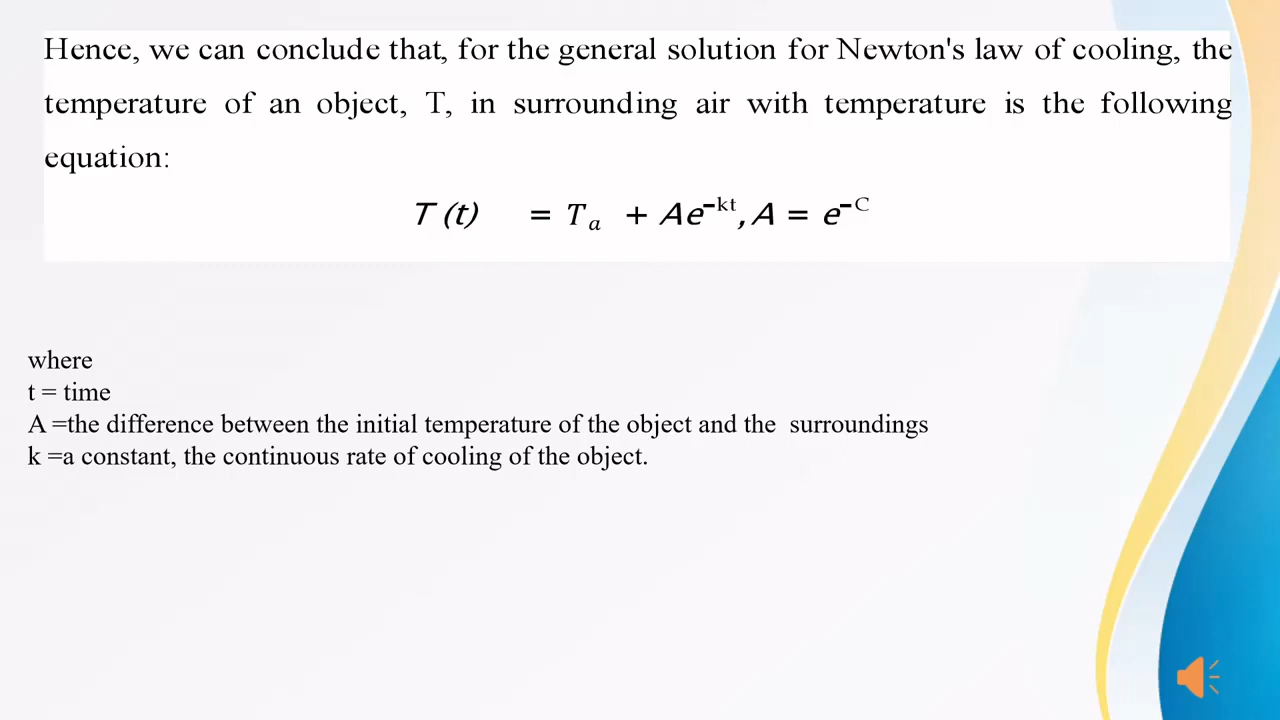 Hence, we can conclude that, for the general solution for Newton's law of cooling, the
temperature of an object, T, in surrounding air with temperature is the following
equation:
T (t) = Tₐ + Ae⁻ᵏᵗ, A = e^−C
where
t = time
A =the difference between the initial temperature of the object and the surroundings
k =a constant, the continuous rate of cooling of the object.